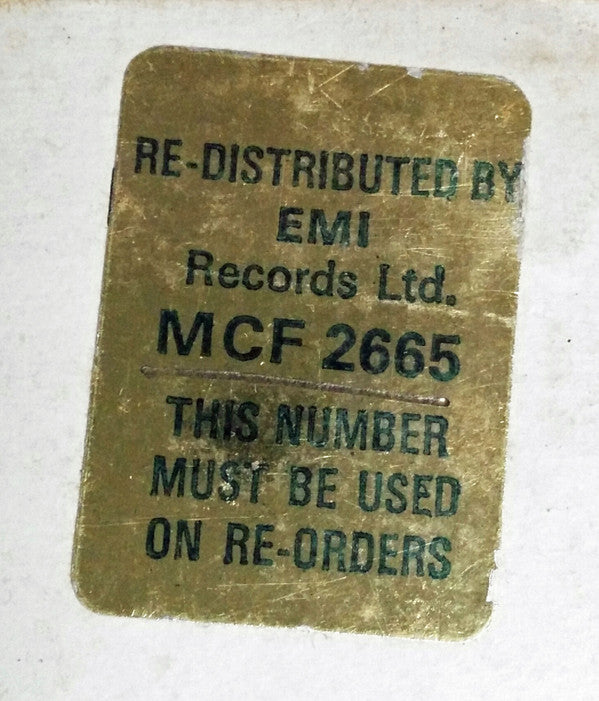 RE-DISTRIBUTED BY
EMI
Records Ltd.
MCF 2665
THIS NUMBER
MUST BE USED
ON RE-ORDERS